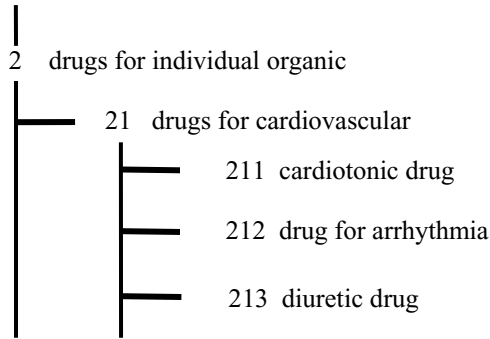 2 drugs for individual organic
21 drugs for cardiovascular
211 cardiotonic drug
212 drug for arrhythmia
213 diuretic drug